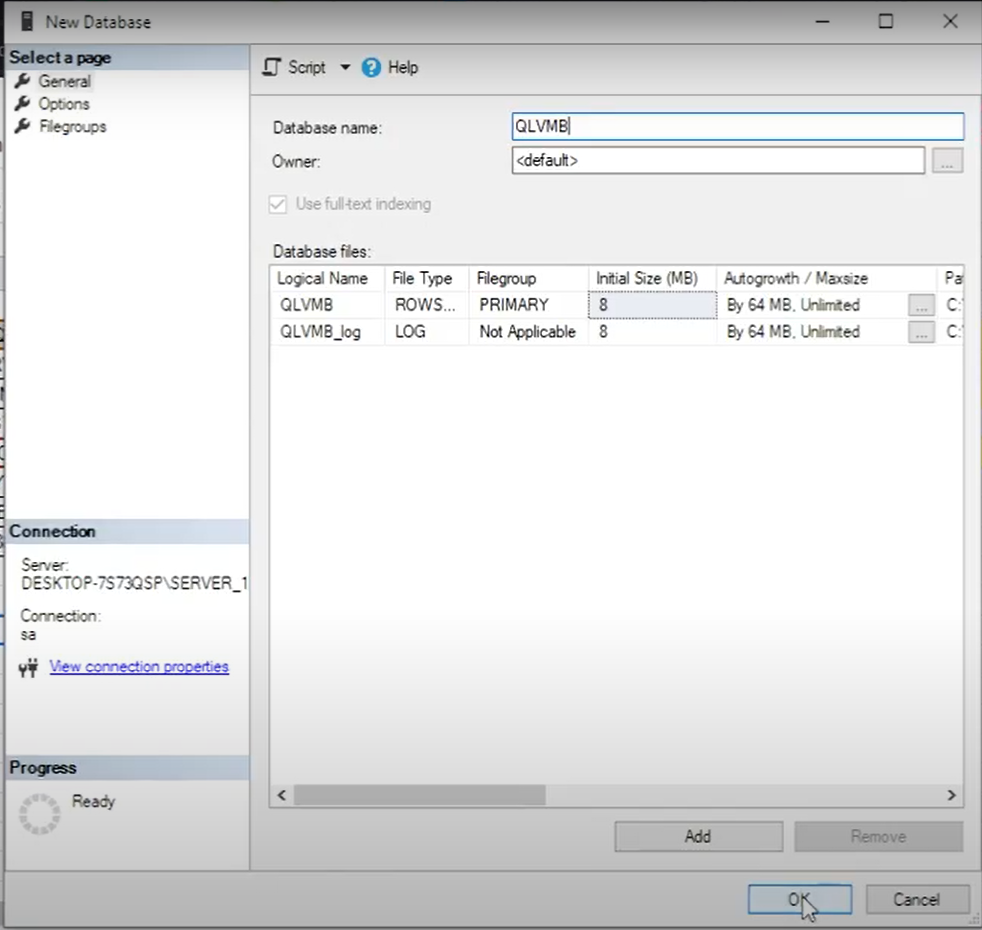 New Database
Select a page
General
Options
Filegroups
Script
Help
Database name:
QLVMB
Owner:
<default>
...
Use full-text indexing
Database files:
Logical Name File Type Filegroup Initial Size (MB) Autogrowth / Maxsize
QLVMB ROWS... PRIMARY 8 By 64 MB, Unlimited ... C:
QLVMB_log LOG Not Applicable 8 By 64 MB, Unlimited ... C:
Connection
Server:
DESKTOP-7S73QSP\SERVER_1
Connection:
sa
View connection properties
Progress
Ready
Add
Remove
OK
Cancel